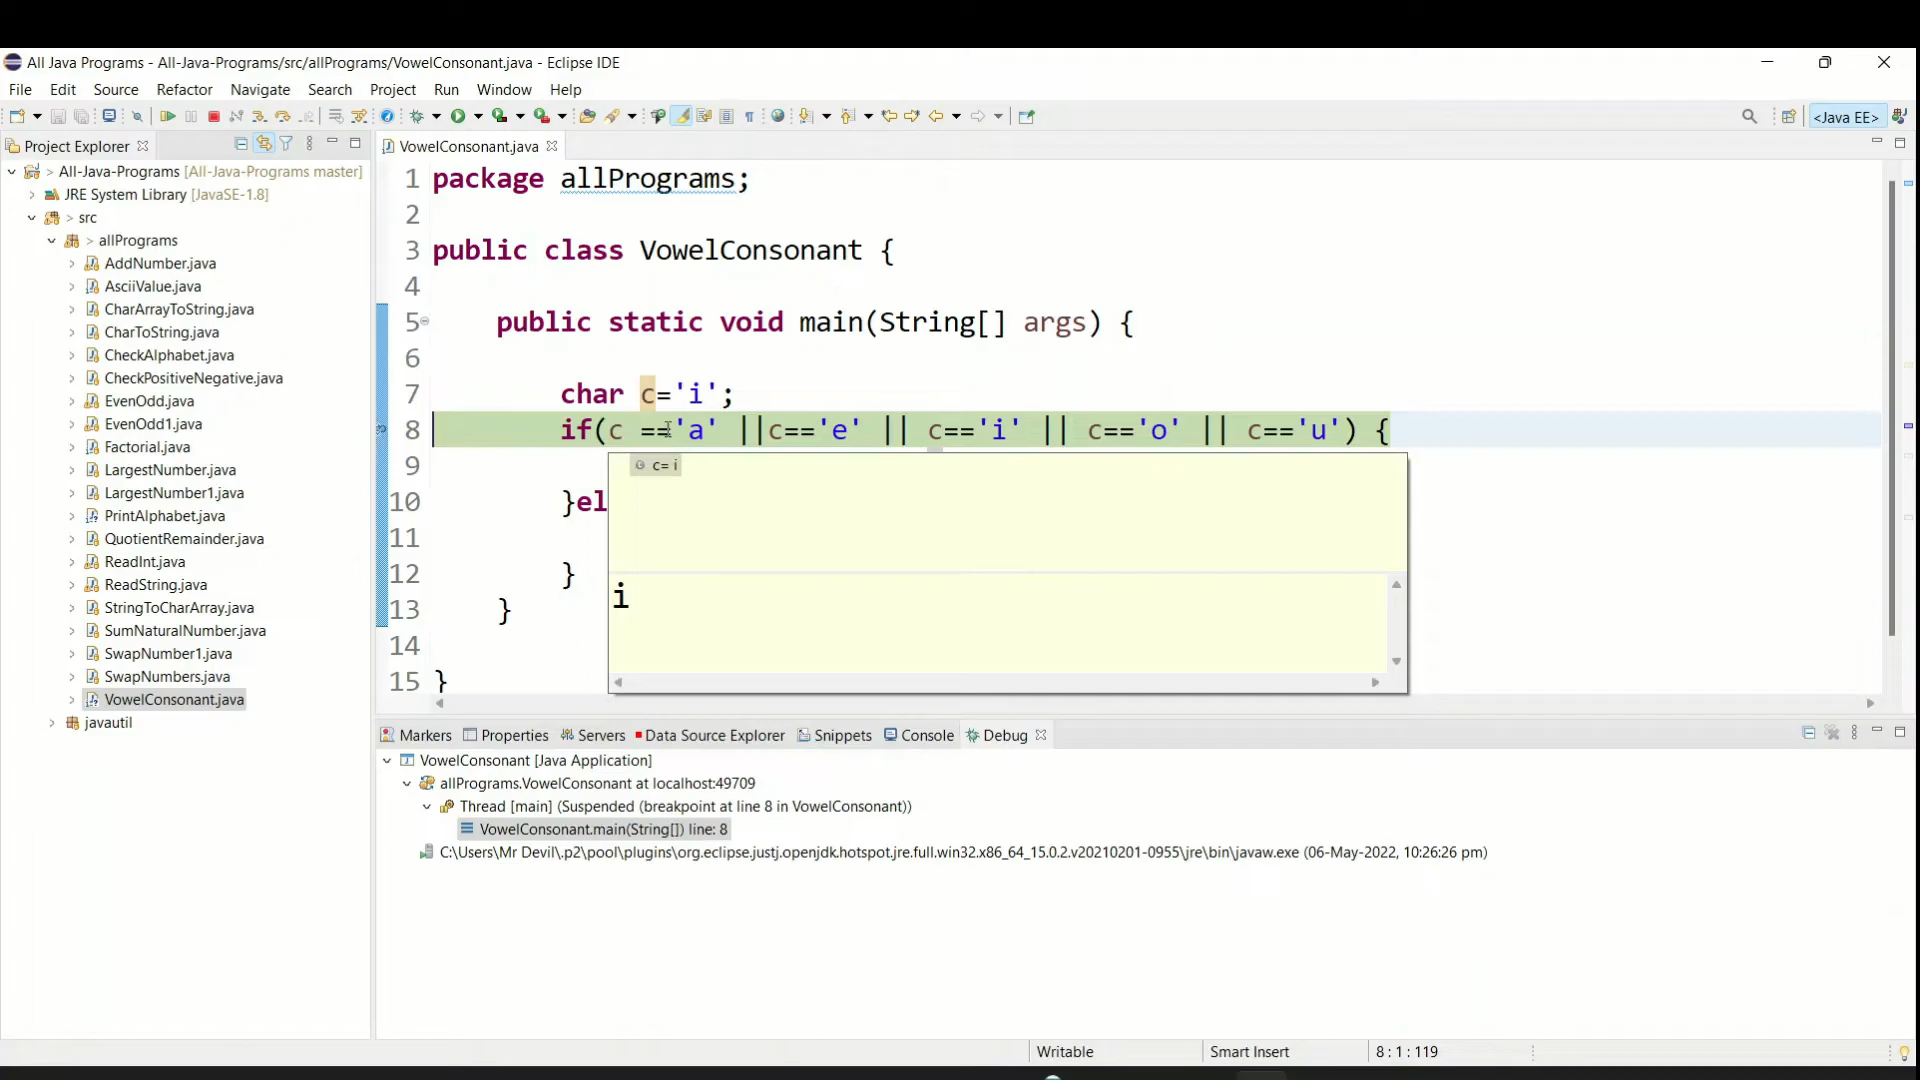 All Java Programs - All-Java-Programs/src/allPrograms/VowelConsonant.java - Eclipse IDE
File Edit Source Refactor Navigate Search Project Run Window Help
<Java EE>
Project Explorer
> All-Java-Programs [All-Java-Programs master]
JRE System Library [JavaSE-1.8]
> src
> allPrograms
AddNumber.java
AsciiValue.java
CharArrayToString.java
CharToString.java
CheckAlphabet.java
CheckPositiveNegative.java
EvenOdd.java
EvenOdd1.java
Factorial.java
LargestNumber.java
LargestNumber1.java
PrintAlphabet.java
QuotientRemainder.java
ReadInt.java
ReadString.java
StringToCharArray.java
SumNaturalNumber.java
SwapNumber1.java
SwapNumbers.java
VowelConsonant.java
javautil
VowelConsonant.java
1 package allPrograms;
2
3 public class VowelConsonant {
4
5 public static void main(String[] args) {
6
7 char c='i';
8 if(c =='a' ||c=='e' || c=='i' || c=='o' || c=='u') {
9
10 }el
11
12 }
13 }
14
15 }
c= i
i
Markers Properties Servers Data Source Explorer Snippets Console Debug
VowelConsonant [Java Application]
allPrograms.VowelConsonant at localhost:49709
Thread [main] (Suspended (breakpoint at line 8 in VowelConsonant))
VowelConsonant.main(String[]) line: 8
C:\Users\Mr Devil\.p2\pool\plugins\org.eclipse.justj.openjdk.hotspot.jre.full.win32.x86_64_15.0.2.v20210201-0955\jre\bin\javaw.exe (06-May-2022, 10:26:26 pm)
Writable Smart Insert 8 : 1 : 119